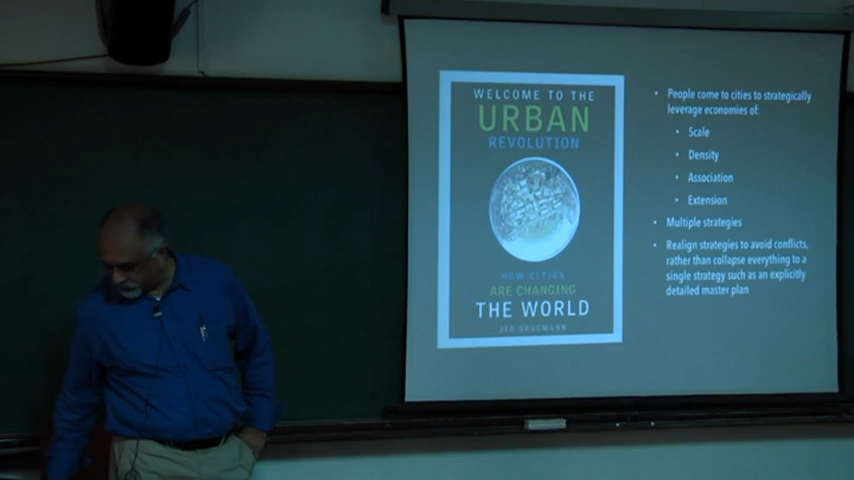 WELCOME TO THE
URBAN
REVOLUTION
HOW CITIES
ARE CHANGING
THE WORLD
JEB BRUGMANN
• People come to cities to strategically
leverage economies of:
• Scale
• Density
• Association
• Extension
• Multiple strategies
• Realign strategies to avoid conflicts,
rather than collapse everything to a
single strategy such as an explicitly
detailed master plan